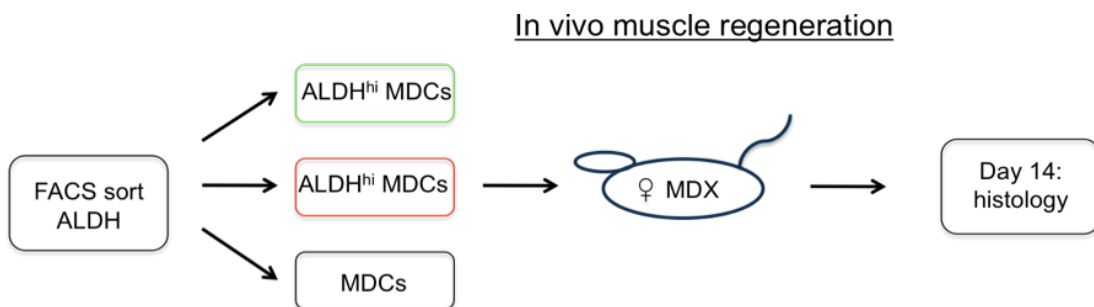 In vivo muscle regeneration
ALDHʰⁱ MDCs
FACS sort
ALDH
ALDHʰⁱ MDCs
♀ MDX
Day 14:
histology
MDCs